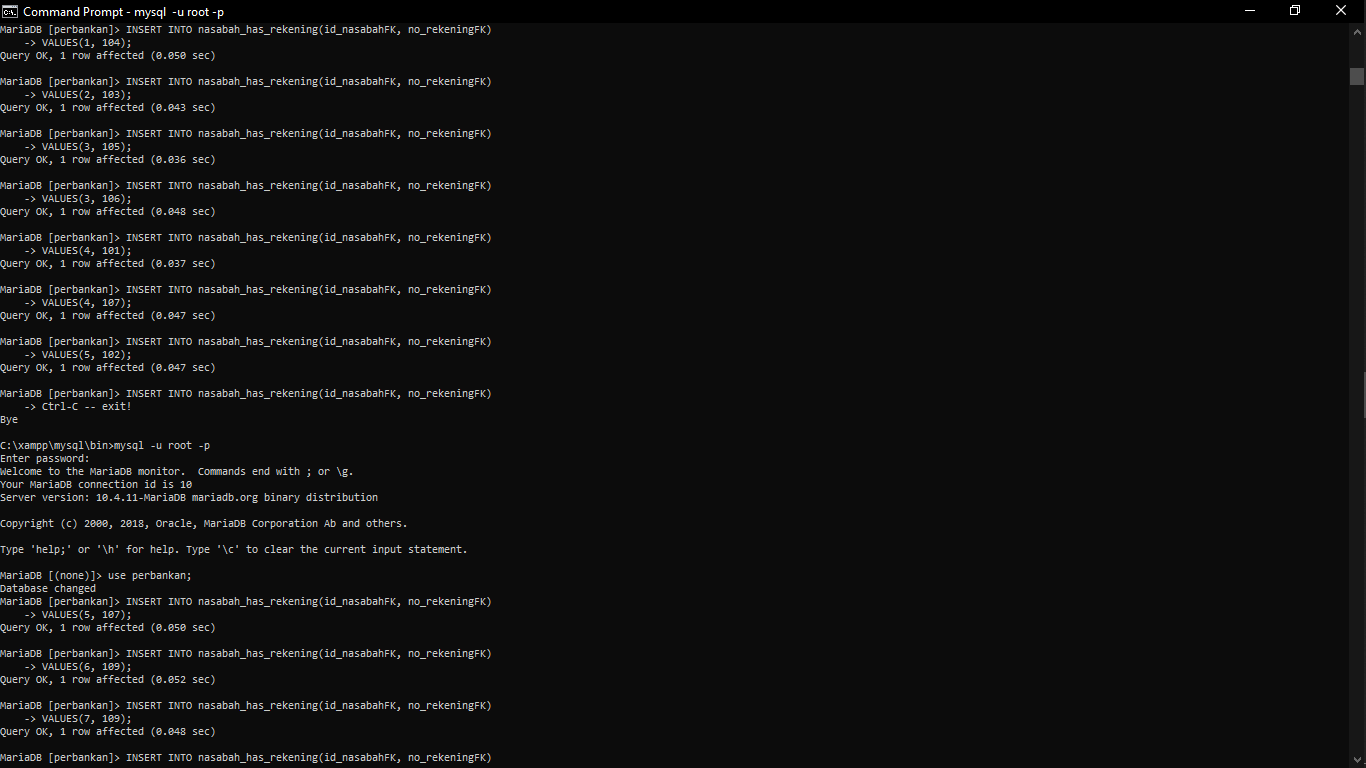 Command Prompt - mysql -u root -p
MariaDB [perbankan]> INSERT INTO nasabah_has_rekening(id_nasabahFK, no_rekeningFK)
-> VALUES(1, 104);
Query OK, 1 row affected (0.050 sec)
MariaDB [perbankan]> INSERT INTO nasabah_has_rekening(id_nasabahFK, no_rekeningFK)
-> VALUES(2, 103);
Query OK, 1 row affected (0.043 sec)
MariaDB [perbankan]> INSERT INTO nasabah_has_rekening(id_nasabahFK, no_rekeningFK)
-> VALUES(3, 105);
Query OK, 1 row affected (0.036 sec)
MariaDB [perbankan]> INSERT INTO nasabah_has_rekening(id_nasabahFK, no_rekeningFK)
-> VALUES(3, 106);
Query OK, 1 row affected (0.048 sec)
MariaDB [perbankan]> INSERT INTO nasabah_has_rekening(id_nasabahFK, no_rekeningFK)
-> VALUES(4, 101);
Query OK, 1 row affected (0.037 sec)
MariaDB [perbankan]> INSERT INTO nasabah_has_rekening(id_nasabahFK, no_rekeningFK)
-> VALUES(4, 107);
Query OK, 1 row affected (0.047 sec)
MariaDB [perbankan]> INSERT INTO nasabah_has_rekening(id_nasabahFK, no_rekeningFK)
-> VALUES(5, 102);
Query OK, 1 row affected (0.047 sec)
MariaDB [perbankan]> INSERT INTO nasabah_has_rekening(id_nasabahFK, no_rekeningFK)
-> Ctrl-C -- exit!
Bye
C:\xampp\mysql\bin>mysql -u root -p
Enter password:
Welcome to the MariaDB monitor.  Commands end with ; or \g.
Your MariaDB connection id is 10
Server version: 10.4.11-MariaDB mariadb.org binary distribution
Copyright (c) 2000, 2018, Oracle, MariaDB Corporation Ab and others.
Type 'help;' or '\h' for help. Type '\c' to clear the current input statement.
MariaDB [(none)]> use perbankan;
Database changed
MariaDB [perbankan]> INSERT INTO nasabah_has_rekening(id_nasabahFK, no_rekeningFK)
-> VALUES(5, 107);
Query OK, 1 row affected (0.050 sec)
MariaDB [perbankan]> INSERT INTO nasabah_has_rekening(id_nasabahFK, no_rekeningFK)
-> VALUES(6, 109);
Query OK, 1 row affected (0.052 sec)
MariaDB [perbankan]> INSERT INTO nasabah_has_rekening(id_nasabahFK, no_rekeningFK)
-> VALUES(7, 109);
Query OK, 1 row affected (0.048 sec)
MariaDB [perbankan]> INSERT INTO nasabah_has_rekening(id_nasabahFK, no_rekeningFK)